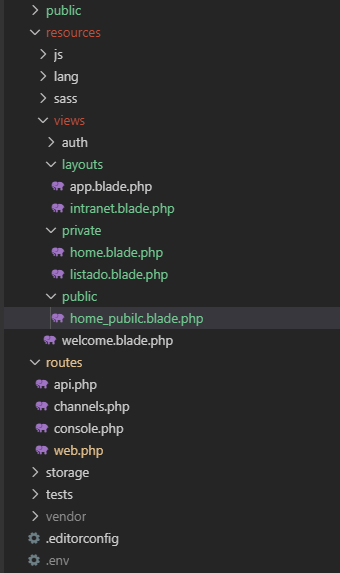 public
resources
js
lang
sass
views
auth
layouts
app.blade.php
intranet.blade.php
private
home.blade.php
listado.blade.php
public
home_pubilc.blade.php
welcome.blade.php
routes
api.php
channels.php
console.php
web.php
storage
tests
vendor
.editorconfig
.env